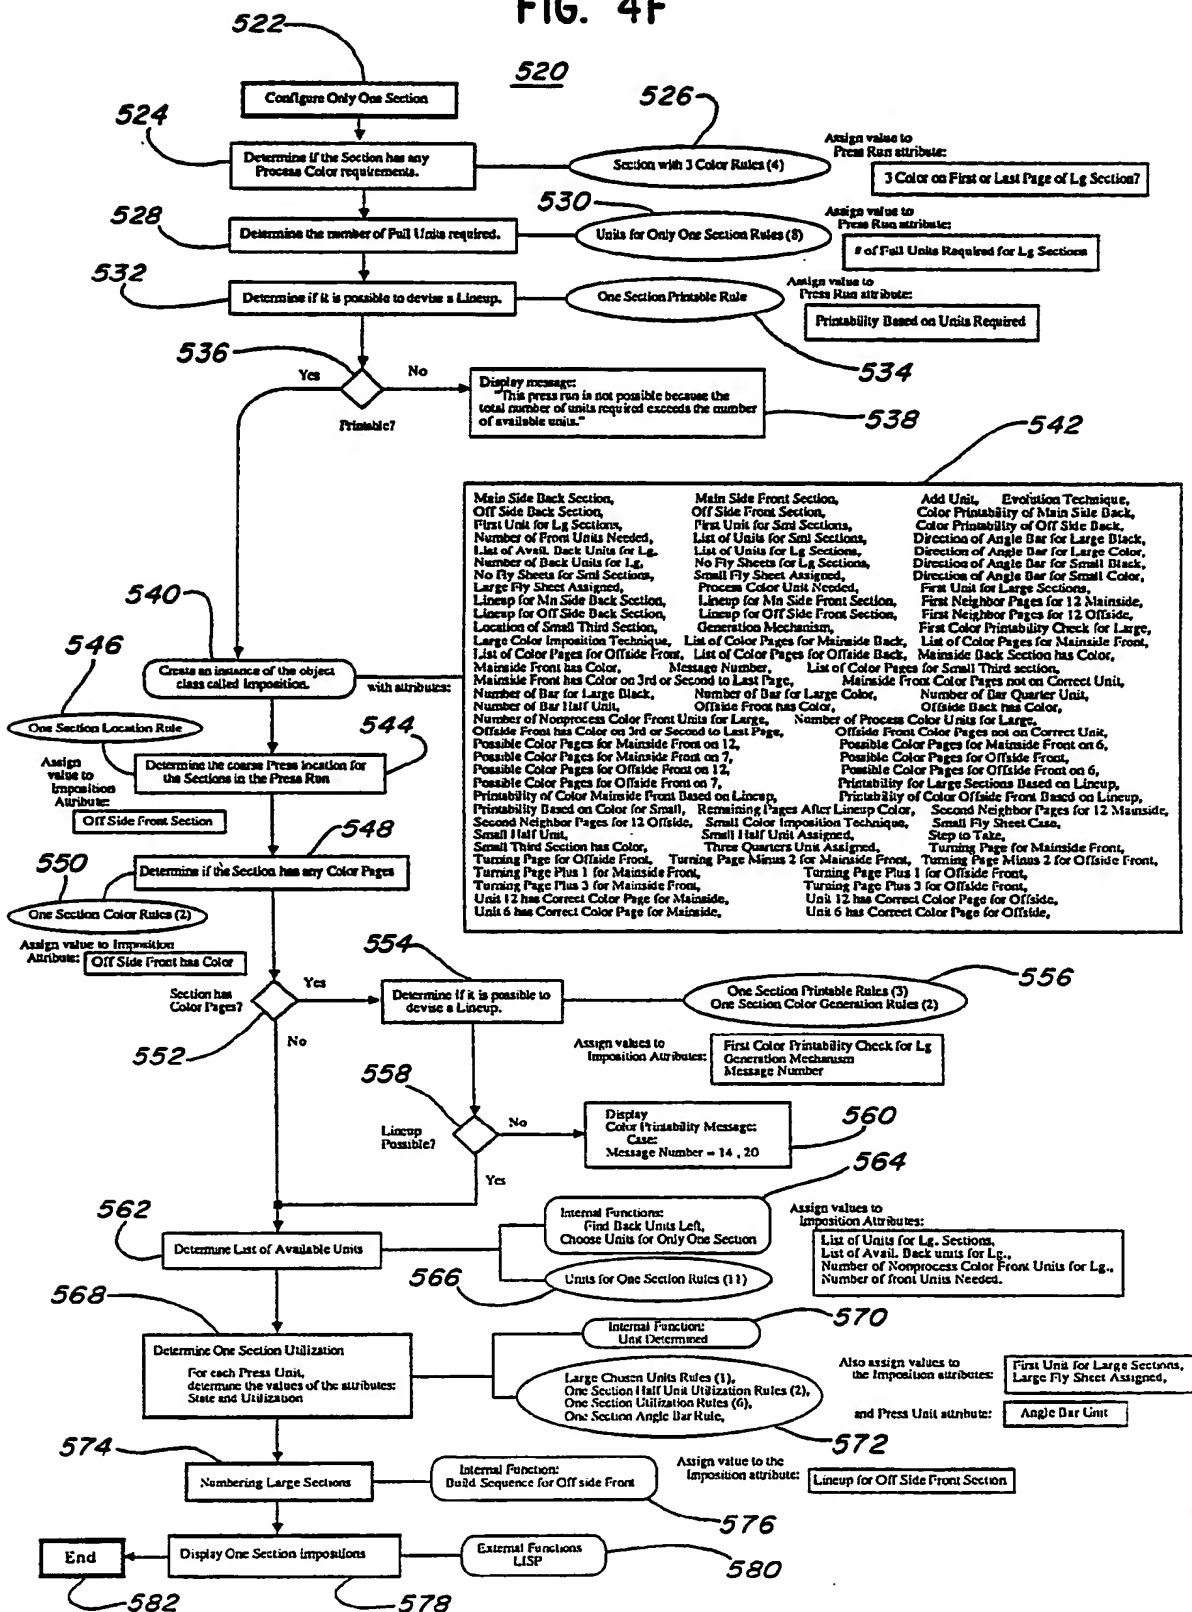 FIG. 4F
522
520
Configure Only One Section
526
524
Determine if the Section has any
Process Color requirements.
Section with 3 Color Rules (4)
Assign value to
Press Run attribute:
3 Color on First or Last Page of Lg Section?
528
530
Determine the number of Full Units required.
Units for Only One Section Rules (8)
Assign value to
Press Run attribute:
# of Full Units Required for Lg Sections
532
Determine if it is possible to devise a Lineup.
One Section Printable Rule
Assign value to
Press Run attribute:
Printability Based on Units Required
534
536
Yes
No
Printable?
Display message:
"This press run is not possible because the
total number of units required exceeds the number
of available units."
538
542
Main Side Back Section, Main Side Front Section, Add Unit, Evolution Technique,
Off Side Back Section, Off Side Front Section, Color Printability of Main Side Back,
First Unit for Lg Sections, First Unit for Sml Sections, Color Printability of Off Side Back,
Number of Front Units Needed, List of Units for Sml Sections, Direction of Angle Bar for Large Black,
List of Avail. Back Units for Lg, List of Units for Lg Sections, Direction of Angle Bar for Large Color,
Number of Back Units for Lg, No Fly Sheets for Lg Sections, Direction of Angle Bar for Small Black,
No Fly Sheets for Sml Sections, Small Fly Sheet Assigned, Direction of Angle Bar for Small Color,
Large Fly Sheet Assigned, Process Color Unit Needed, First Unit for Large Sections,
Lineup for Mn Side Back Section, Lineup for Mn Side Front Section, First Neighbor Pages for 12 Mainside,
Lineup for Off Side Back Section, Lineup for Off Side Front Section, First Neighbor Pages for 12 Offside,
Location of Small Third Section, Generation Mechanism, First Color Printability Check for Large,
Large Color Imposition Technique, List of Color Pages for Mainside Back, List of Color Pages for Mainside Front,
List of Color Pages for Offside Front, List of Color Pages for Offside Back, Mainside Back Section has Color,
Mainside Front has Color, Message Number, List of Color Pages for Small Third section,
Mainside Front has Color on 3rd or Second to Last Page, Mainside Front Color Pages not on Correct Unit,
Number of Bar for Large Black, Number of Bar for Large Color, Number of Bar Quarter Unit,
Number of Bar Half Unit, Offside Front has Color, Offside Back has Color,
Number of Nonprocess Color Front Units for Large, Number of Process Color Units for Large,
Offside Front has Color on 3rd or Second to Last Page, Offside Front Color Pages not on Correct Unit,
Possible Color Pages for Mainside Front on 12, Possible Color Pages for Mainside Front on 6,
Possible Color Pages for Mainside Front on 7, Possible Color Pages for Offside Front,
Possible Color Pages for Offside Front on 12, Possible Color Pages for Offside Front on 6,
Possible Color Pages for Offside Front on 7, Printability for Large Sections Based on Lineup,
Printability of Color Mainside Front Based on Lineup, Printability of Color Offside Front Based on Lineup,
Printability Based on Color for Small, Remaining Pages After Lineup Color, Second Neighbor Pages for 12 Mainside,
Second Neighbor Pages for 12 Offside, Small Color Imposition Technique, Small Fly Sheet Case,
Small Half Unit, Small Half Unit Assigned, Step to Take,
Small Third Section has Color, Three Quarters Unit Assigned, Turning Page for Mainside Front,
Turning Page for Offside Front, Turning Page Minus 2 for Mainside Front, Turning Page Minus 2 for Offside Front,
Turning Page Plus 1 for Mainside Front, Turning Page Plus 1 for Offside Front,
Turning Page Plus 3 for Mainside Front, Turning Page Plus 3 for Offside Front,
Unit 12 has Correct Color Page for Mainside, Unit 12 has Correct Color Page for Offside,
Unit 6 has Correct Color Page for Mainside, Unit 6 has Correct Color Page for Offside,
540
Create an instance of the object
class called Imposition.
with attributes:
546
One Section Location Rule
544
Assign
value to
Imposition
Attribute:
Determine the coarse Press location for
the Sections in the Press Run
Off Side Front Section
548
550
Determine if the Section has any Color Pages
One Section Color Rules (2)
Assign value to Imposition
Attribute: Off Side Front has Color
554
Section has
Color Pages?
Yes
Determine if it is possible to
devise a Lineup.
One Section Printable Rules (3)
One Section Color Generation Rules (2)
556
552
No
Assign values to
Imposition Attributes:
First Color Printability Check for Lg
Generation Mechanism
Message Number
558
Lineup
Possible?
No
Display
Color Printability Message:
Case:
Message Number = 14 , 20
560
Yes
564
562
Determine List of Available Units
Internal Functions:
Find Back Units Left,
Choose Units for Only One Section
Assign values to
Imposition Attributes:
List of Units for Lg. Sections,
List of Avail. Back units for Lg.,
Number of Nonprocess Color Front Units for Lg.,
Number of front Units Needed.
566
Units for One Section Rules (11)
568
570
Determine One Section Utilization
For each Press Unit,
determine the values of the attributes:
State and Utilization
Internal Function:
Unit Determined
Large Chosen Units Rules (1),
One Section Half Unit Utilization Rules (2),
One Section Utilization Rules (6),
One Section Angle Bar Rule,
Also assign values to
the Imposition attributes:
First Unit for Large Sections,
Large Fly Sheet Assigned,
and Press Unit attribute:
Angle Bar Unit
572
574
Numbering Large Sections
Internal Function:
Build Sequence for Off side Front
Assign value to the
Imposition attribute:
Lineup for Off Side Front Section
576
End
Display One Section Impositions
External Functions
LISP
580
582
578